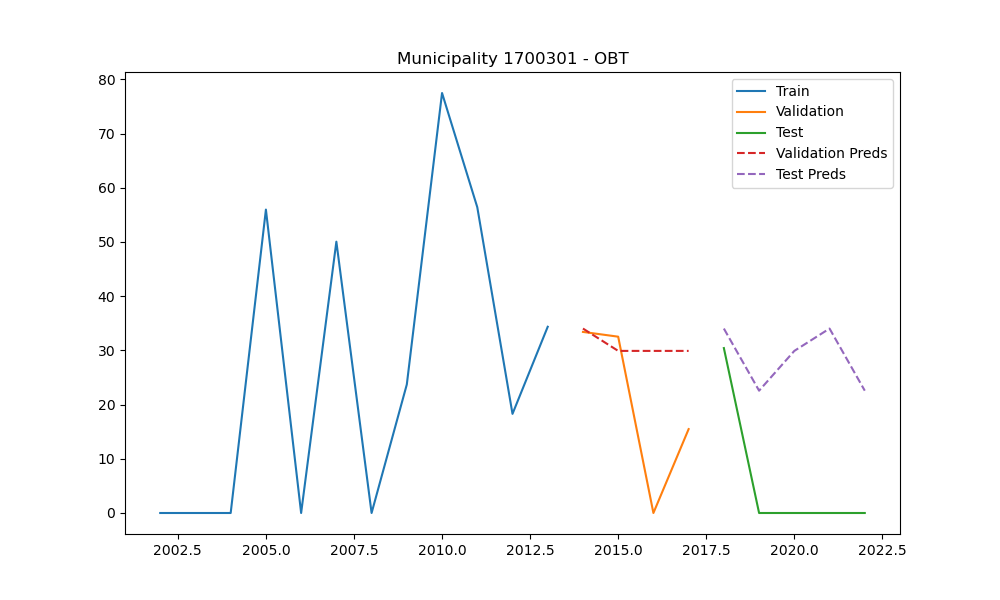 Municipality 1700301 - OBT
80
70
60
50
40
30
20
10
0
2002.5 2005.0 2007.5 2010.0 2012.5 2015.0 2017.5 2020.0 2022.5
Train
Validation
Test
Validation Preds
Test Preds